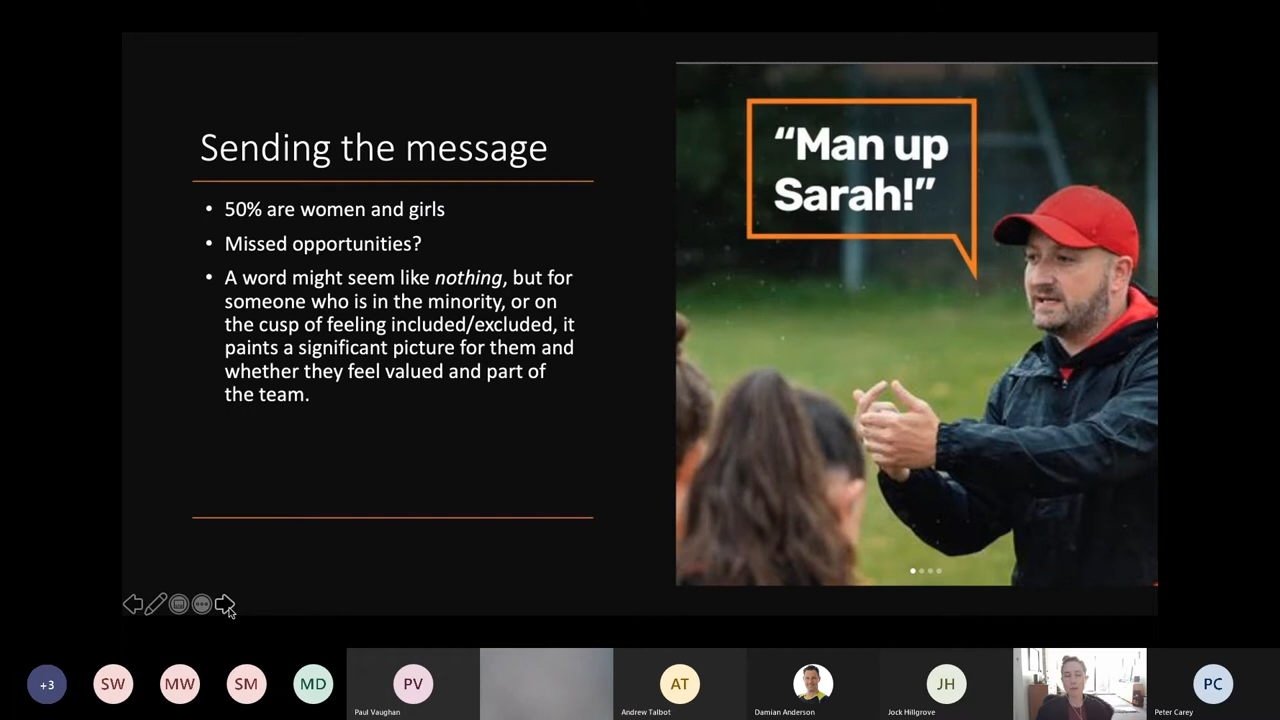 Sending the message
• 50% are women and girls
• Missed opportunities?
• A word might seem like nothing, but for
someone who is in the minority, or on
the cusp of feeling included/excluded, it
paints a significant picture for them and
whether they feel valued and part of
the team.
“Man up
Sarah!”
+3
SW
MW
SM
MD
PV
Paul Vaughan
AT
Andrew Talbot
Damian Anderson
JH
Jock Hillgrove
PC
Peter Carey